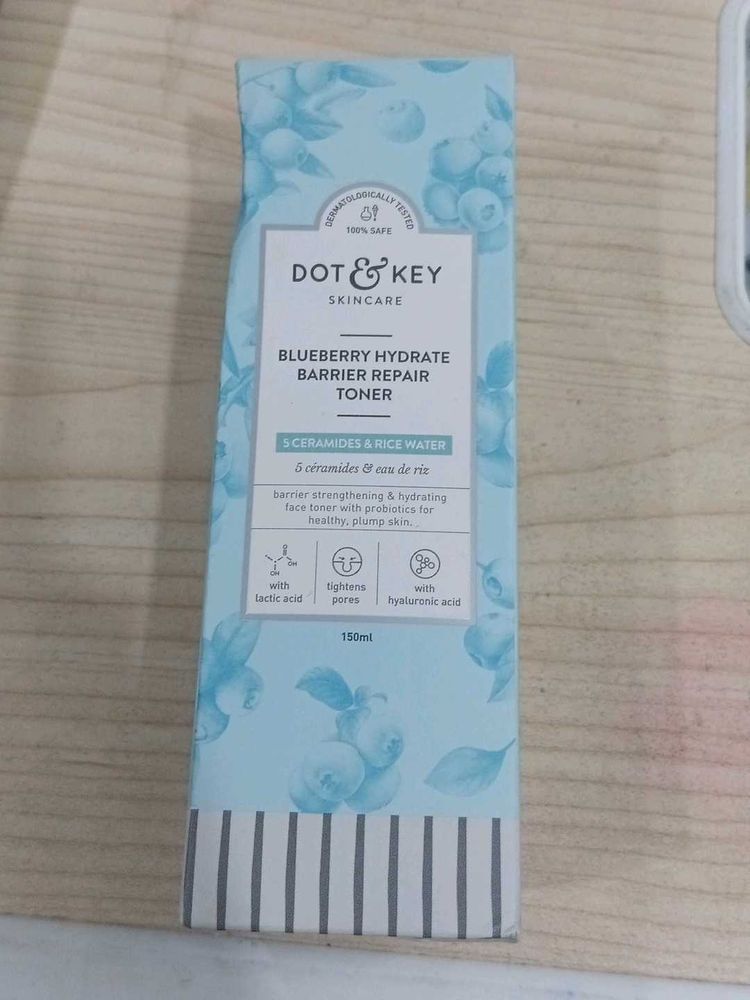 DERMATOLOGICALLY TESTED
100% SAFE
DOT & KEY
SKINCARE
BLUEBERRY HYDRATE
BARRIER REPAIR
TONER
5 CERAMIDES & RICE WATER
5 céramides & eau de riz
barrier strengthening & hydrating
face toner with probiotics for
healthy, plump skin.
OH
OH
O
with
lactic acid
tightens
pores
with
hyaluronic acid
150ml